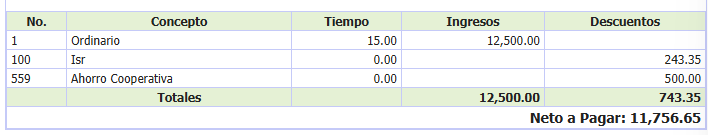 No. Concepto Tiempo Ingresos Descuentos
1 Ordinario 15.00 12,500.00
100 Isr 0.00 243.35
559 Ahorro Cooperativa 0.00 500.00
Totales 12,500.00 743.35
Neto a Pagar: 11,756.65